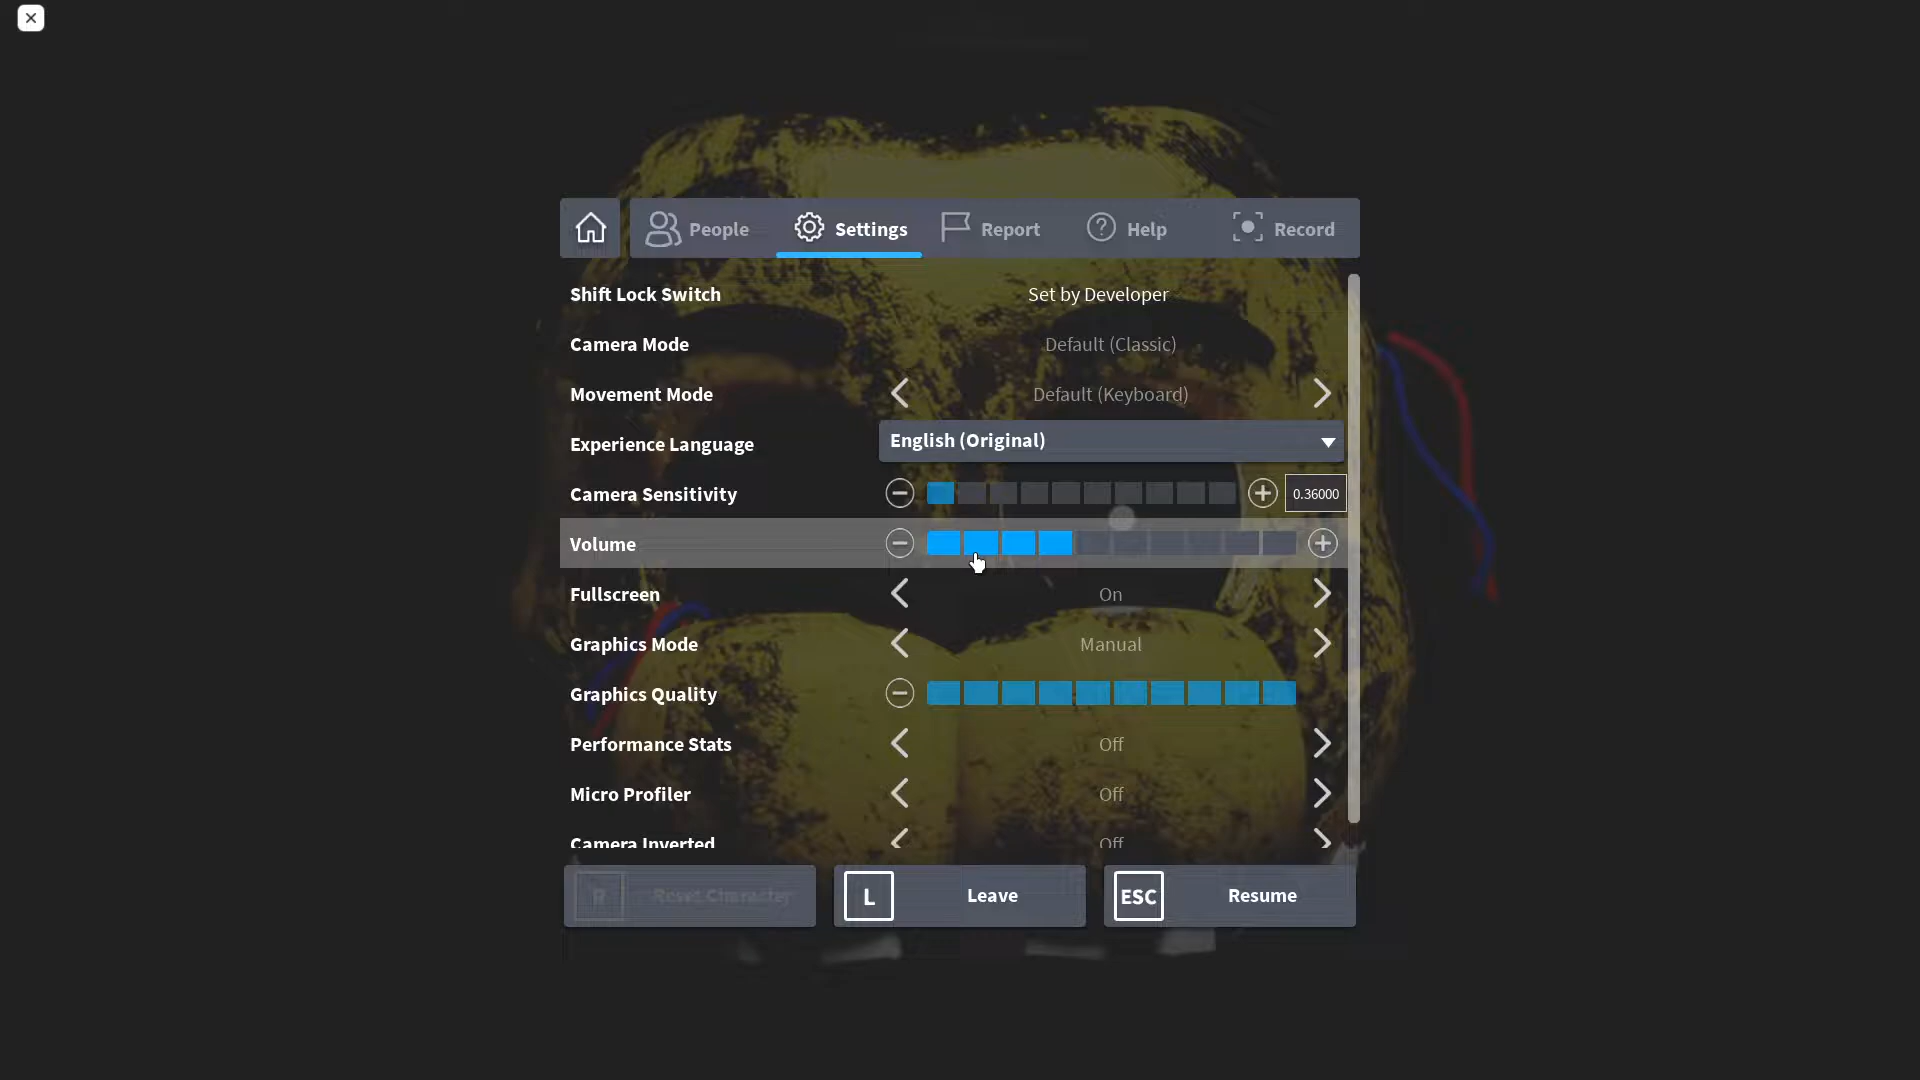 People
Settings
Report
Help
Record
Shift Lock Switch Set by Developer
Camera Mode Default (Classic)
Movement Mode Default (Keyboard)
Experience Language English (Original)
Camera Sensitivity 0.36000
Volume
Fullscreen On
Graphics Mode Manual
Graphics Quality
Performance Stats Off
Micro Profiler Off
Camera Inverted Off
R Reset Character
L Leave
ESC Resume